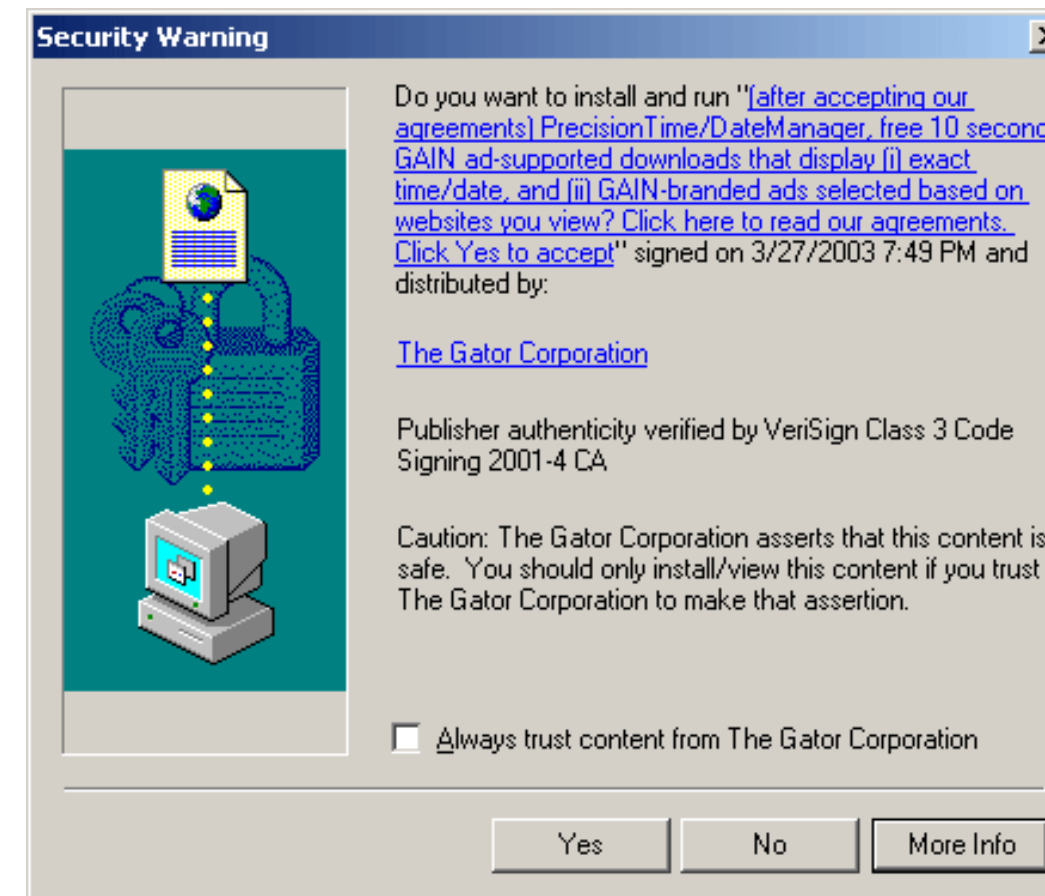 Security Warning
Do you want to install and run "(after accepting our
agreements) PrecisionTime/DateManager, free 10 second
GAIN ad-supported downloads that display (i) exact
time/date, and (ii) GAIN-branded ads selected based on
websites you view? Click here to read our agreements.
Click Yes to accept" signed on 3/27/2003 7:49 PM and
distributed by:
The Gator Corporation
Publisher authenticity verified by VeriSign Class 3 Code
Signing 2001-4 CA
Caution: The Gator Corporation asserts that this content is
safe. You should only install/view this content if you trust
The Gator Corporation to make that assertion.
Always trust content from The Gator Corporation
Yes No More Info